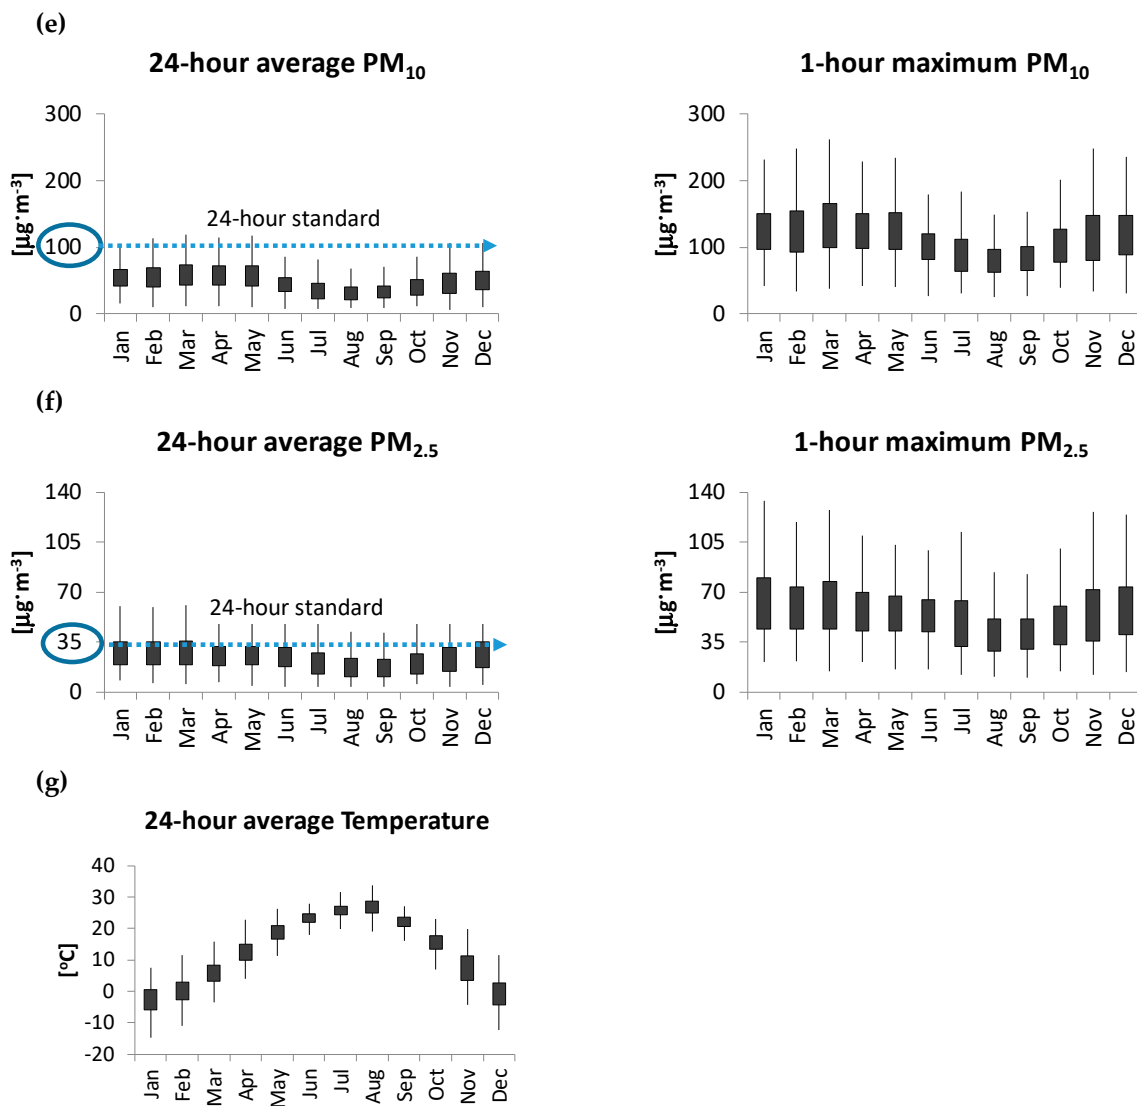 (e)
24-hour average PM10
1-hour maximum PM10
[µg·m-3]
300
200
100
0
24-hour standard
Jan Feb Mar Apr May Jun Jul Aug Sep Oct Nov Dec
[µg·m-3]
300
200
100
0
Jan Feb Mar Apr May Jun Jul Aug Sep Oct Nov Dec
(f)
24-hour average PM2.5
1-hour maximum PM2.5
[µg·m-3]
140
105
70
35
0
24-hour standard
Jan Feb Mar Apr May Jun Jul Aug Sep Oct Nov Dec
[µg·m-3]
140
105
70
35
0
Jan Feb Mar Apr May Jun Jul Aug Sep Oct Nov Dec
(g)
24-hour average Temperature
[oC]
40
30
20
10
0
-10
-20
Jan Feb Mar Apr May Jun Jul Aug Sep Oct Nov Dec